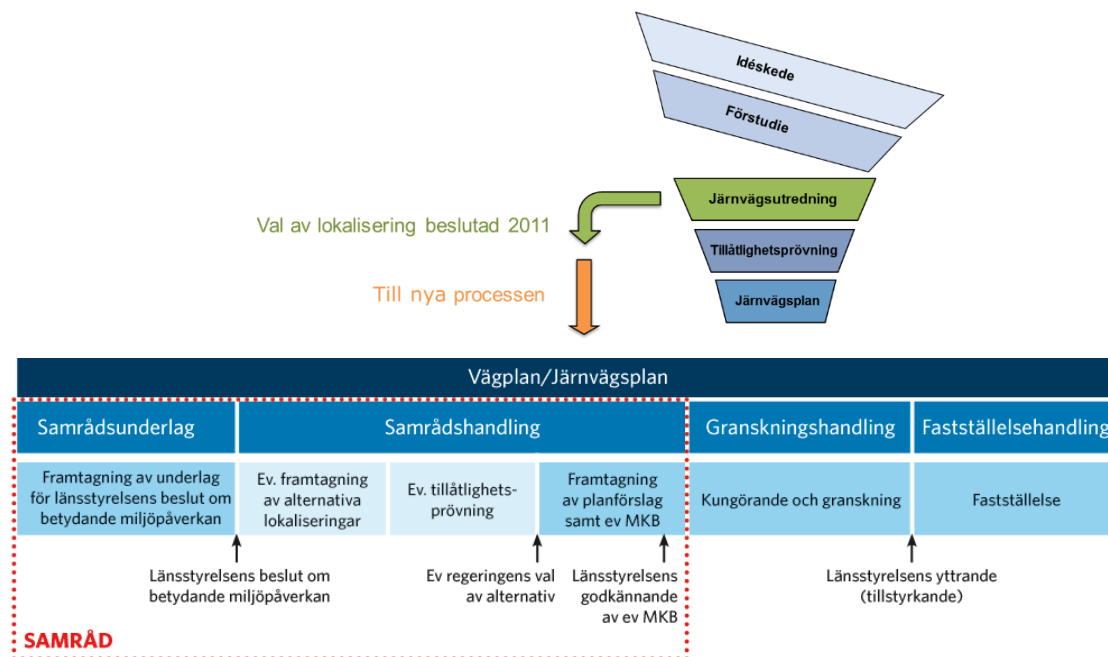 Idéskede
Förstudie
Järnvägsutredning
Val av lokalisering beslutad 2011
Tillåtlighetsprövning
Till nya processen
Järnvägsplan
Vägplan/Järnvägsplan
Samrådsunderlag
Samrådshandling
Granskningshandling
Fastställelsehandling
Framtagning av underlag
för länsstyrelsens beslut om
betydande miljöpåverkan
Ev. framtagning
av alternativa
lokaliseringar
Ev. tillåtlighets-
prövning
Framtagning
av planförslag
samt ev MKB
Kungörande och granskning
Fastställelse
Länsstyrelsens beslut om
betydande miljöpåverkan
Ev regeringens val
av alternativ
Länsstyrelsens
godkännande
av ev MKB
Länsstyrelsens yttrande
(tillstyrkande)
SAMRÅD